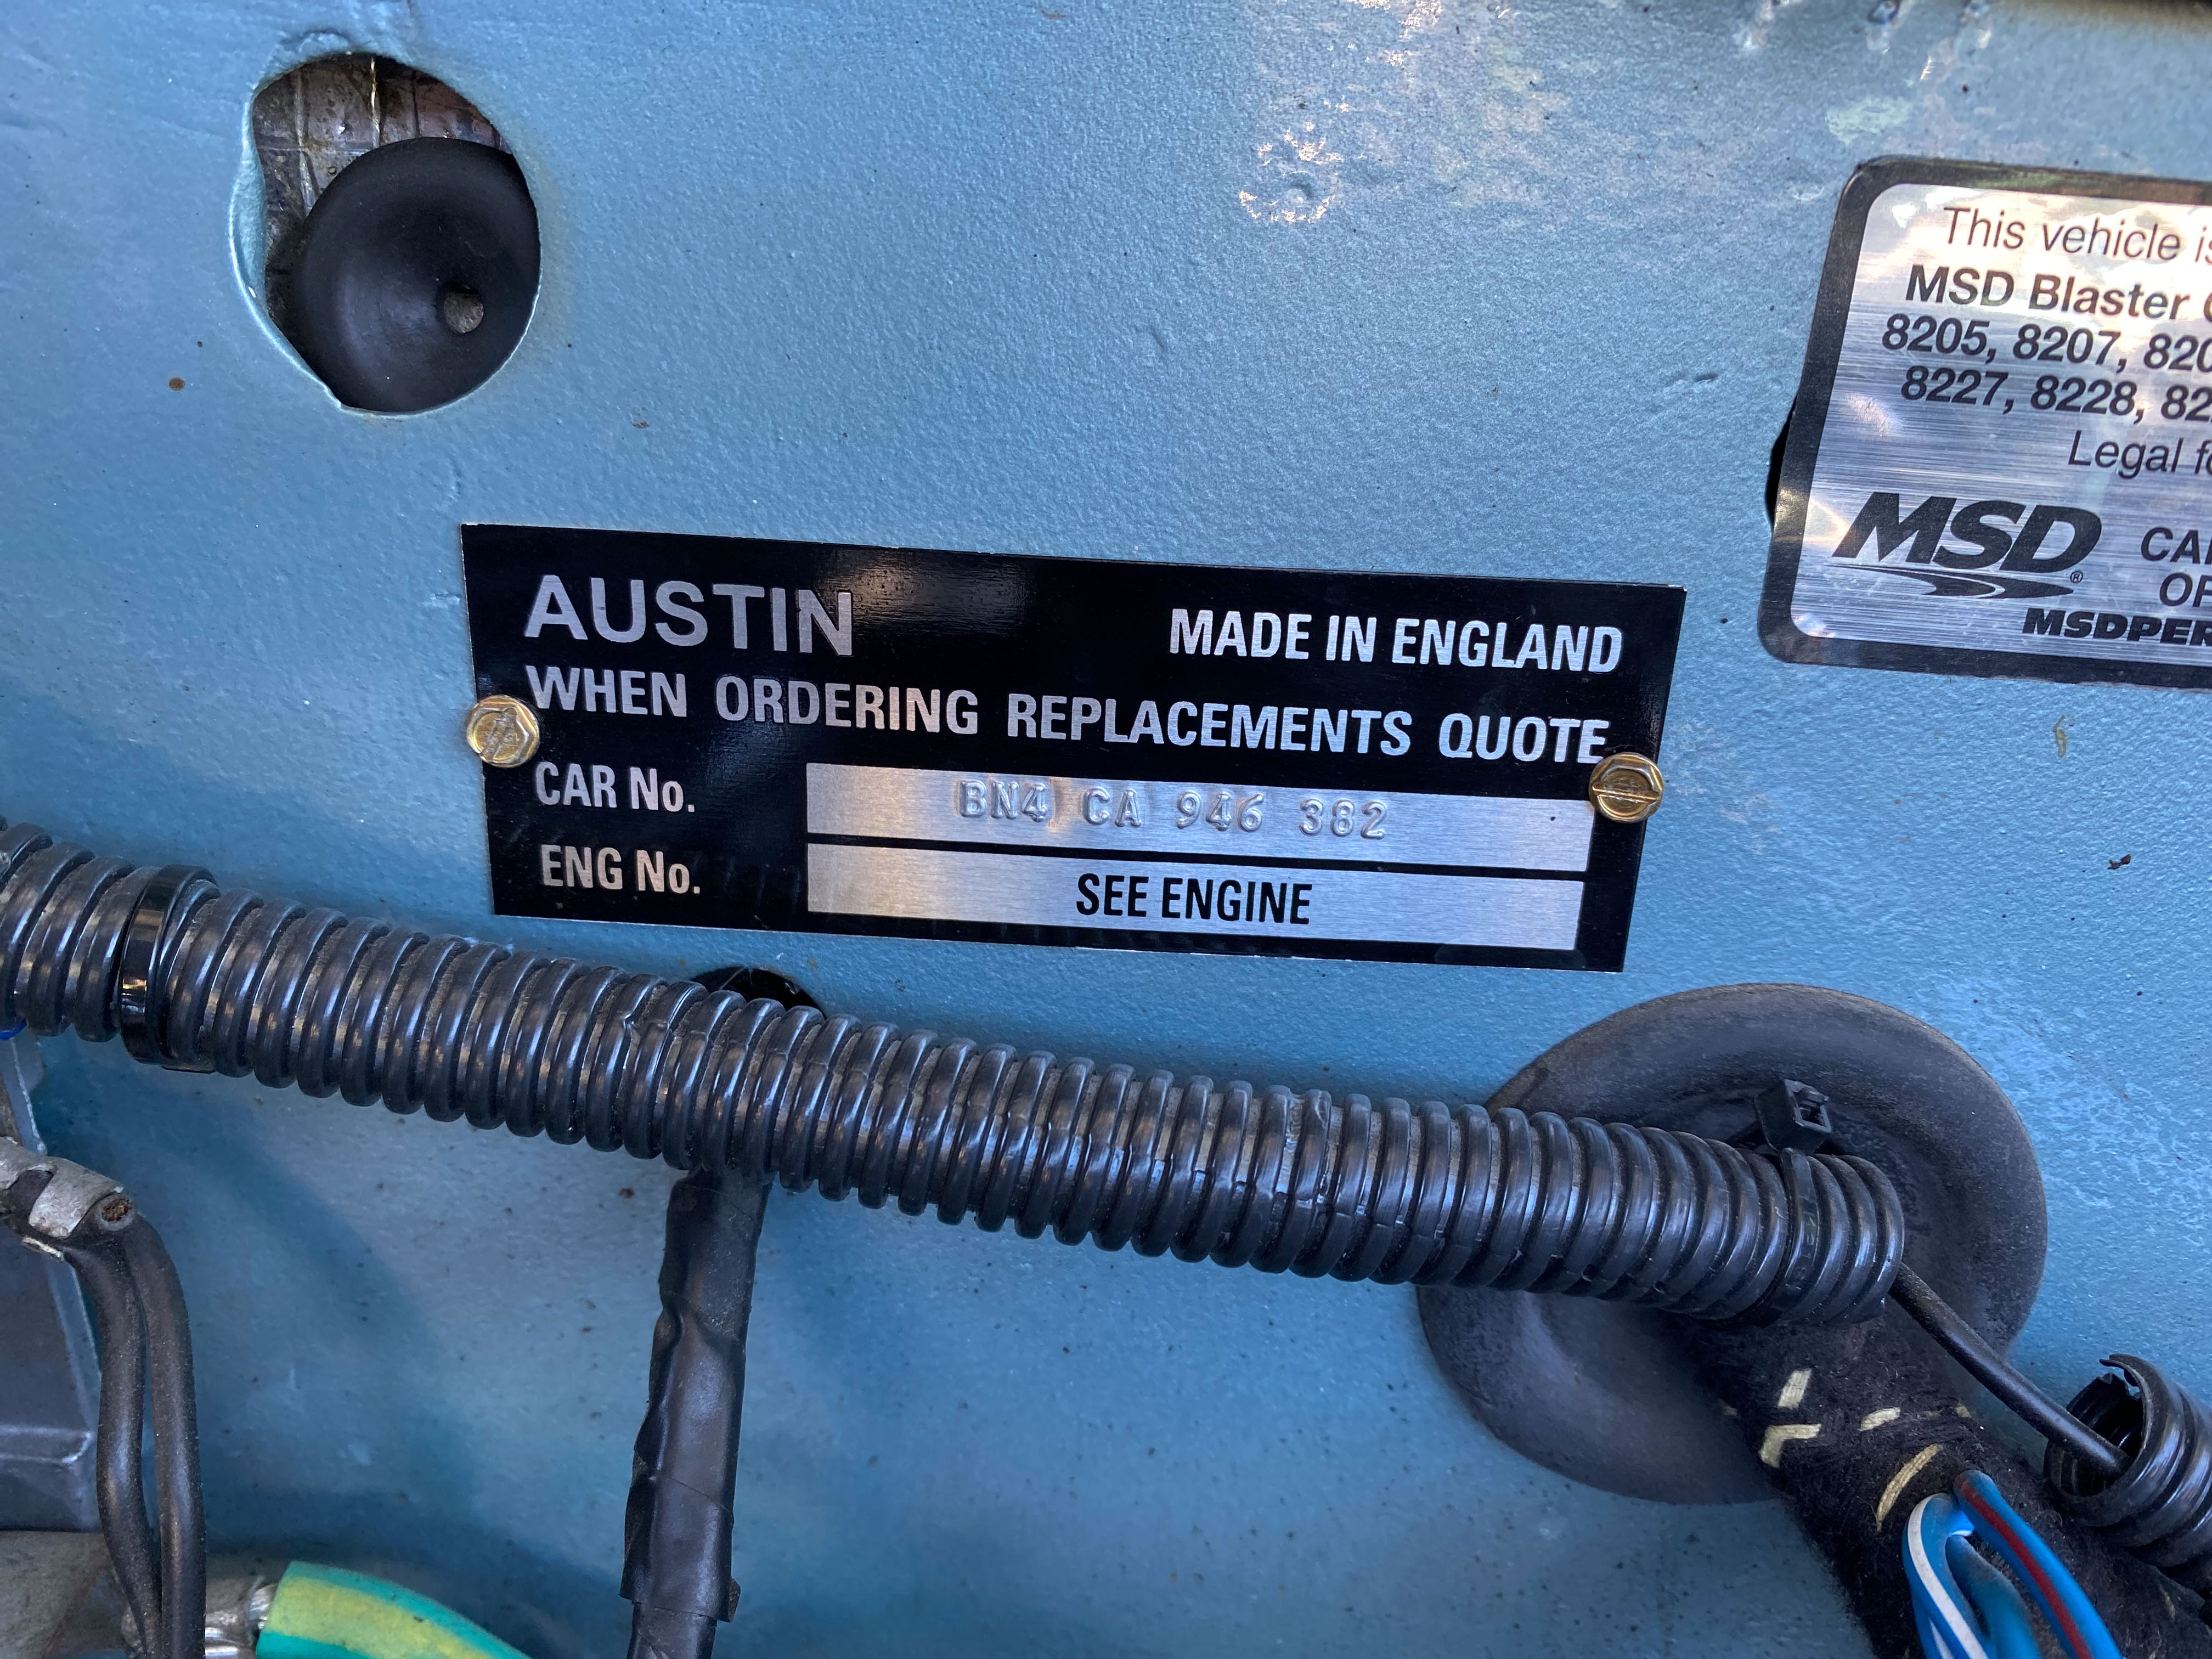 AUSTIN MADE IN ENGLAND
WHEN ORDERING REPLACEMENTS QUOTE
CAR No. BN4 CA 946 382
ENG No. SEE ENGINE
This vehicle
MSD Blaster
8205, 8207,
8227, 8228,
Legal
MSD®